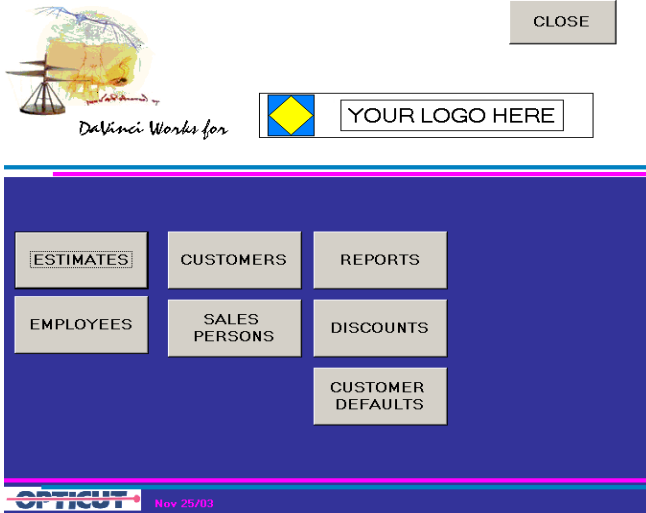 CLOSE
DaVinci Works for
YOUR LOGO HERE
ESTIMATES
CUSTOMERS
REPORTS
EMPLOYEES
SALES
PERSONS
DISCOUNTS
CUSTOMER
DEFAULTS
OPTICUT
Nov 25/03